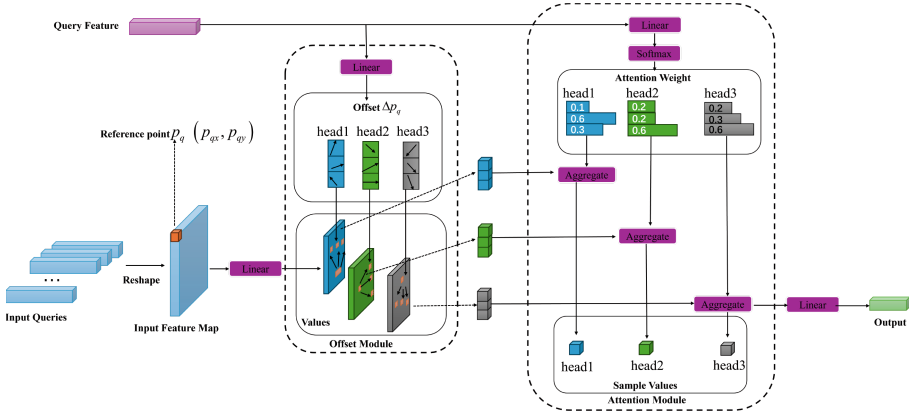 Query Feature
Linear
Softmax
Attention Weight
head1 head2 head3
0.1 0.2 0.2
0.6 0.2 0.3
0.3 0.6 0.6
Linear
Offset Δp_q
head1 head2 head3
Reference point p_q (p_qx, p_qy)
Aggregate
Aggregate
Aggregate
Linear
Output
Reshape
Linear
Input Queries
...
Input Feature Map
Values
Offset Module
head1 head2 head3
Sample Values
Attention Module